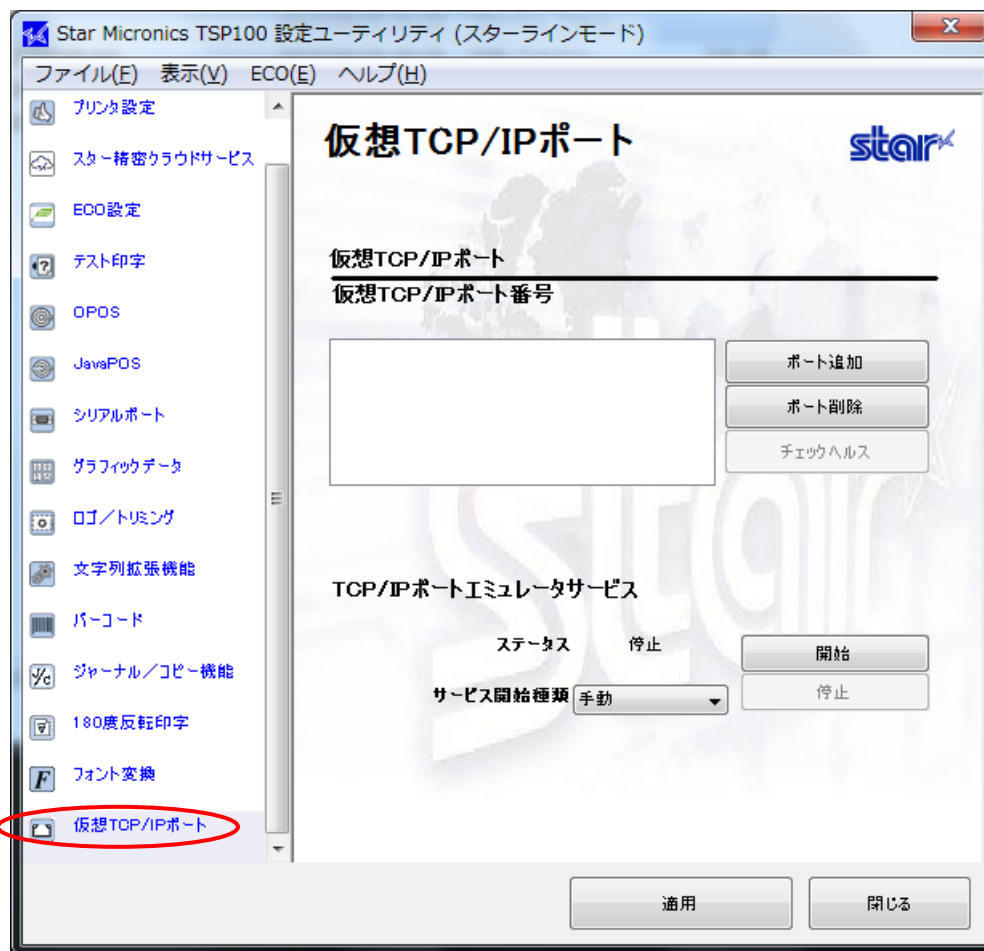 Star Micronics TSP100 設定ユーティリティ (スターラインモード)
ファイル(F) 表示(V) ECO(E) ヘルプ(H)
プリンタ設定
スター精密クラウドサービス
ECO設定
テスト印字
OPOS
JavaPOS
シリアルポート
グラフィックデータ
ロゴ/トリミング
文字列拡張機能
バーコード
ジャーナル/コピー機能
180度反転印字
フォント変換
仮想TCP/IPポート
仮想TCP/IPポート
star
仮想TCP/IPポート
仮想TCP/IPポート番号
ポート追加
ポート削除
チェックヘルス
TCP/IPポートエミュレータサービス
ステータス 停止
開始
サービス開始種類 手動
停止
star
適用
閉じる